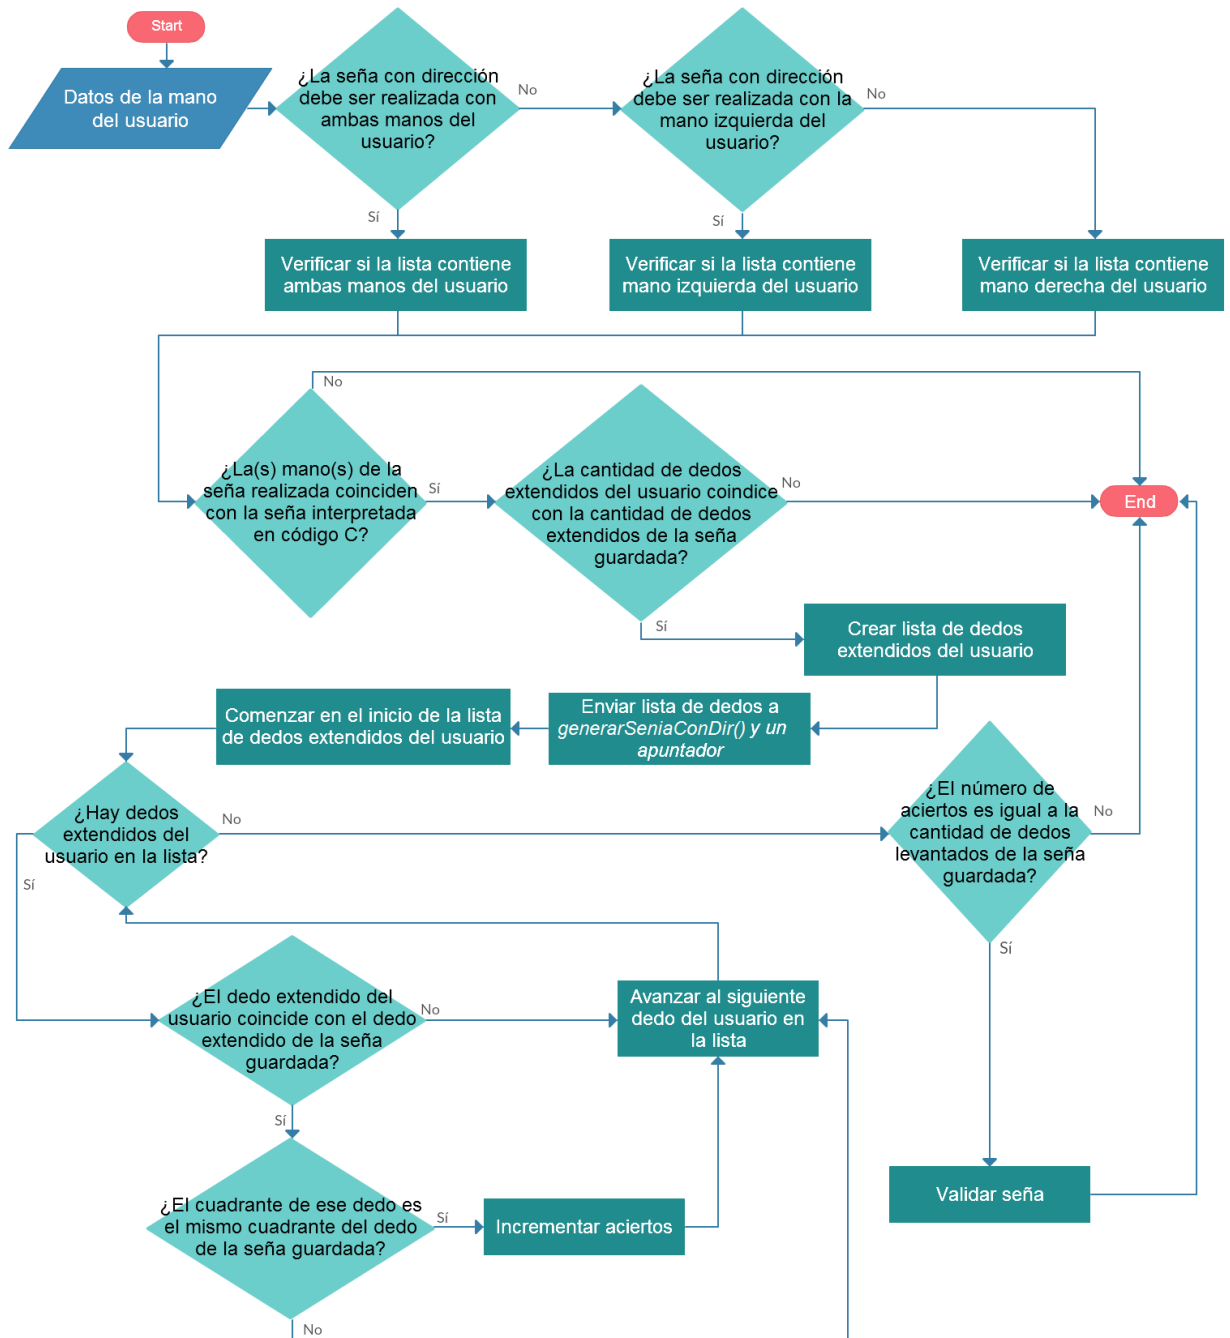 Start
Datos de la mano
del usuario
¿La seña con dirección
debe ser realizada con
ambas manos del
usuario?
No
¿La seña con dirección
debe ser realizada con la
mano izquierda del
usuario?
No
Sí
Sí
Verificar si la lista contiene
ambas manos del usuario
Verificar si la lista contiene
mano izquierda del usuario
Verificar si la lista contiene
mano derecha del usuario
No
¿La(s) mano(s) de la
seña realizada coinciden
con la seña interpretada
en código C?
Sí
¿La cantidad de dedos
extendidos del usuario coindice
con la cantidad de dedos
extendidos de la seña
guardada?
No
End
Sí
Crear lista de dedos
extendidos del usuario
Enviar lista de dedos a
generarSeniaConDir() y un
apuntador
Comenzar en el inicio de la lista
de dedos extendidos del usuario
¿Hay dedos
extendidos del
usuario en la lista?
No
Sí
¿El número de
aciertos es igual a la
cantidad de dedos
levantados de la seña
guardada?
No
Sí
¿El dedo extendido del
usuario coincide con el dedo
extendido de la seña
guardada?
No
Avanzar al siguiente
dedo del usuario en
la lista
Sí
¿El cuadrante de ese dedo es
el mismo cuadrante del dedo
de la seña guardada?
Sí
Incrementar aciertos
Validar seña
No